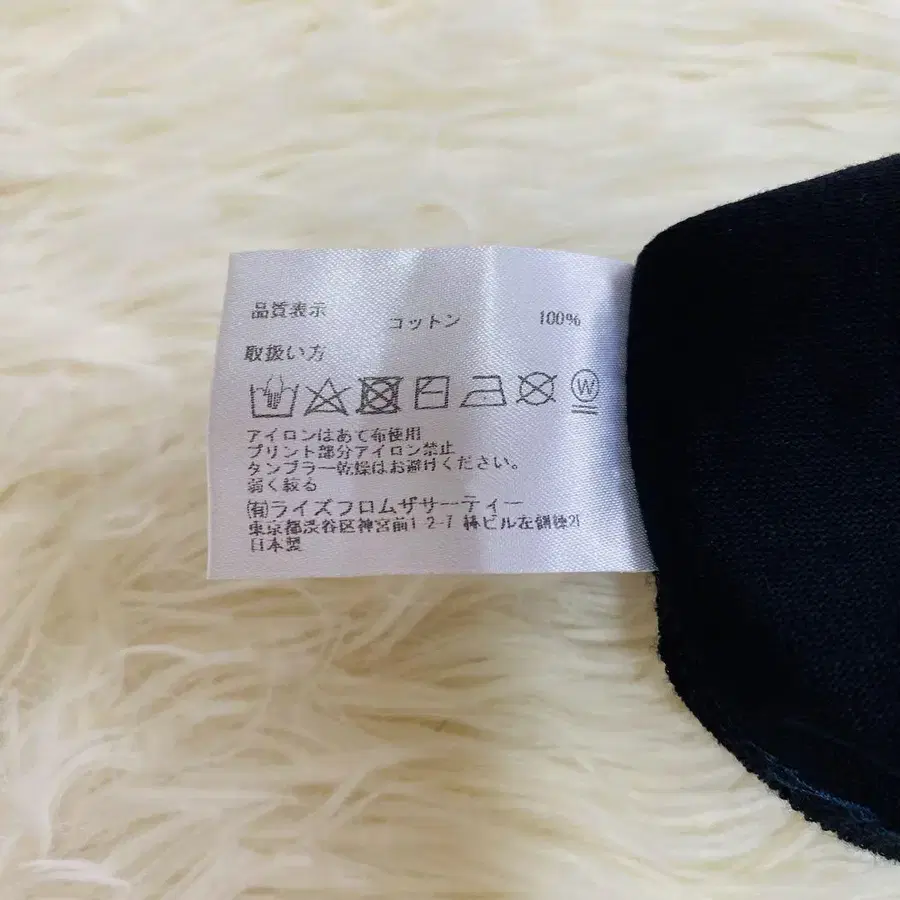 品質表示
コットン 100%
取扱い方
W
アイロンはあて布使用
プリント部分アイロン禁止
タンブラー乾燥はお避けください。
弱く絞る
㈲ライズフロムザサーティー
東京都渋谷区神宮前1-2-7
日本製